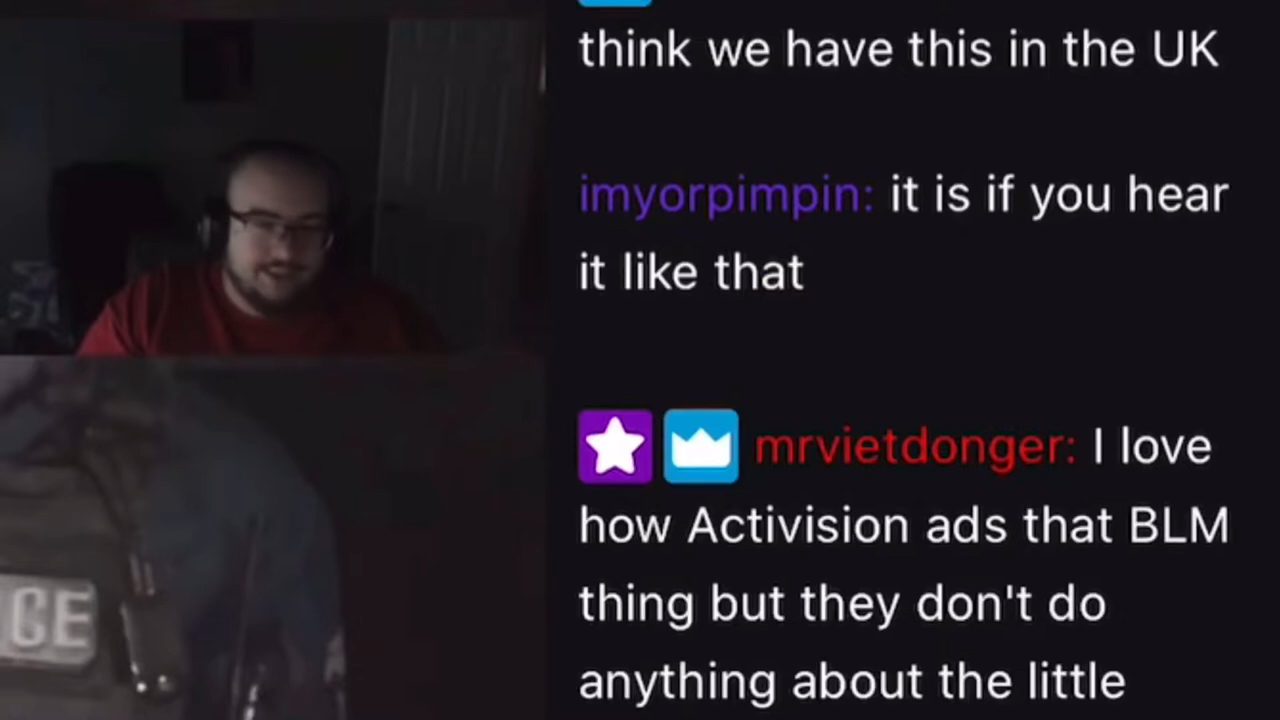 think we have this in the UK
imyorpimpin: it is if you hear
it like that
mrvietdonger: I love
how Activision ads that BLM
thing but they don't do
anything about the little
CE